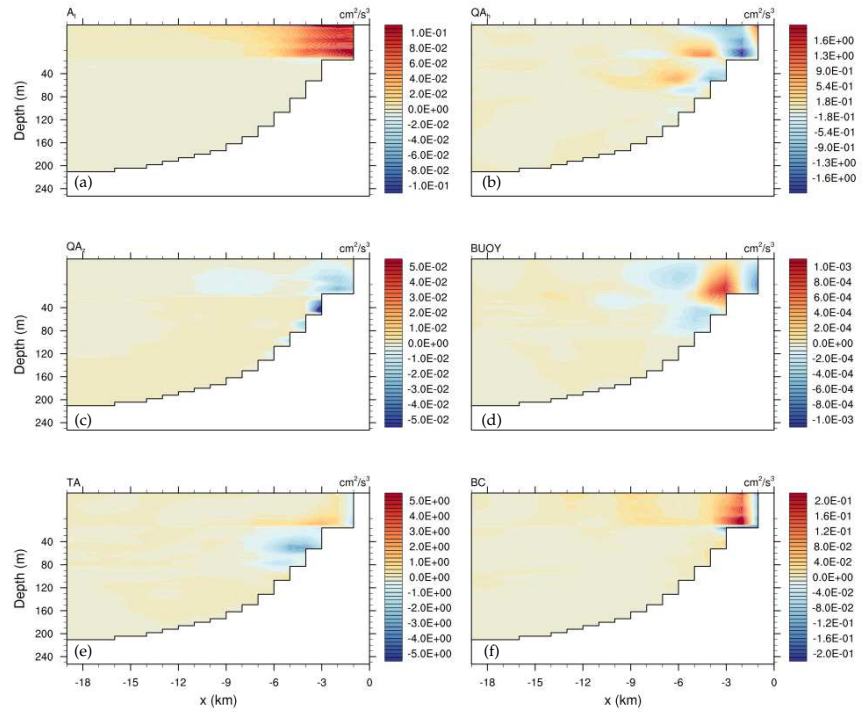 At cm²/s³
40
80
120
160
200
240
Depth (m)
(a)
1.0E-01
8.0E-02
6.0E-02
4.0E-02
2.0E-02
0.0E+00
-2.0E-02
-4.0E-02
-6.0E-02
-8.0E-02
-1.0E-01
QAh cm²/s³
(b)
1.6E+00
1.3E+00
9.0E-01
5.4E-01
1.8E-01
-1.8E-01
-5.4E-01
-9.0E-01
-1.3E+00
-1.6E+00
QAz cm²/s³
40
80
120
160
200
240
Depth (m)
(c)
5.0E-02
4.0E-02
3.0E-02
2.0E-02
1.0E-02
0.0E+00
-1.0E-02
-2.0E-02
-3.0E-02
-4.0E-02
-5.0E-02
BUOY cm²/s³
(d)
1.0E-03
8.0E-04
6.0E-04
4.0E-04
2.0E-04
0.0E+00
-2.0E-04
-4.0E-04
-6.0E-04
-8.0E-04
-1.0E-03
TA cm²/s³
40
80
120
160
200
240
Depth (m)
(e)
-18 -15 -12 -9 -6 -3 0
x (km)
5.0E+00
4.0E+00
3.0E+00
2.0E+00
1.0E+00
0.0E+00
-1.0E+00
-2.0E+00
-3.0E+00
-4.0E+00
-5.0E+00
BC cm²/s³
(f)
-18 -15 -12 -9 -6 -3 0
x (km)
2.0E-01
1.6E-01
1.2E-01
8.0E-02
4.0E-02
0.0E+00
-4.0E-02
-8.0E-02
-1.2E-01
-1.6E-01
-2.0E-01